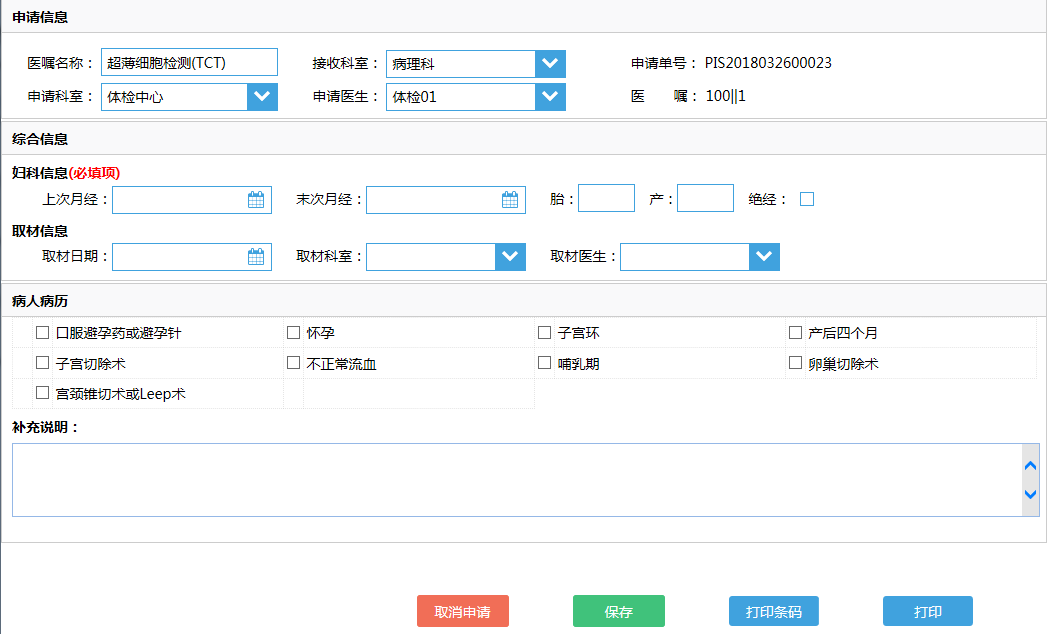 申请信息
医嘱名称： 超薄细胞检测(TCT) 接收科室： 病理科 申请单号： PIS2018032600023
申请科室： 体检中心 申请医生： 体检01 医 嘱： 100||1
综合信息
妇科信息(必填项)
上次月经： 末次月经： 胎： 产： 绝经：
取材信息
取材日期： 取材科室： 取材医生：
病人病历
口服避孕药或避孕针 怀孕 子宫环 产后四个月
子宫切除术 不正常流血 哺乳期 卵巢切除术
宫颈锥切术或Leep术
补充说明：
取消申请 保存 打印条码 打印